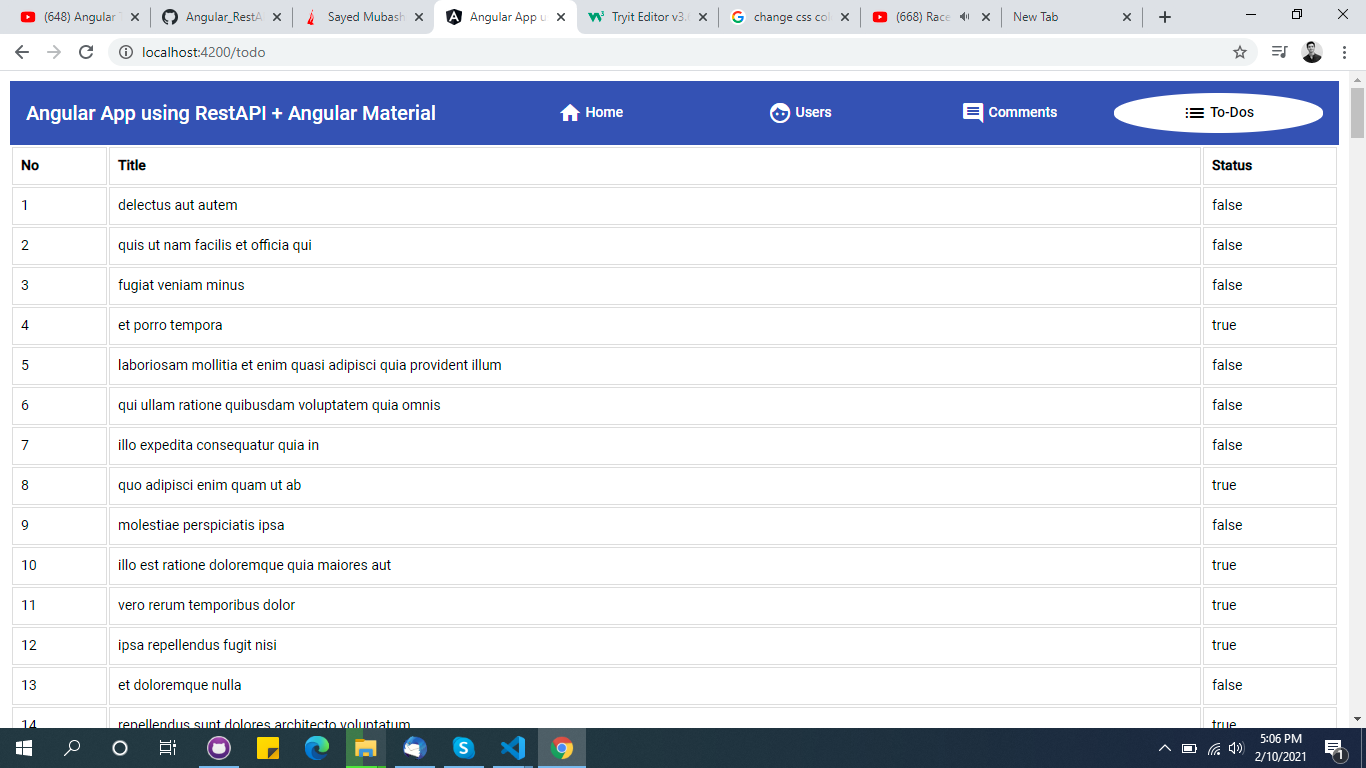 (648) Angular
Angular_RestA
Sayed Mubash
Angular App u
Tryit Editor v3.
change css col
(668) Race
New Tab
localhost:4200/todo
Angular App using RestAPI + Angular Material
Home
Users
Comments
To-Dos
No Title Status
1 delectus aut autem false
2 quis ut nam facilis et officia qui false
3 fugiat veniam minus false
4 et porro tempora true
5 laboriosam mollitia et enim quasi adipisci quia provident illum false
6 qui ullam ratione quibusdam voluptatem quia omnis false
7 illo expedita consequatur quia in false
8 quo adipisci enim quam ut ab true
9 molestiae perspiciatis ipsa false
10 illo est ratione doloremque quia maiores aut true
11 vero rerum temporibus dolor true
12 ipsa repellendus fugit nisi true
13 et doloremque nulla false
14 repellendus sunt dolores architecto voluptatum true
5:06 PM
2/10/2021
1